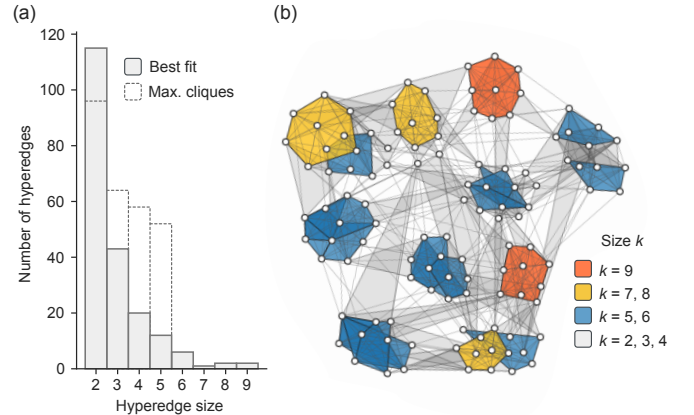 (a)
120
100
80
60
40
20
0
Number of hyperedges
Best fit
Max. cliques
2 3 4 5 6 7 8 9
Hyperedge size
(b)
Size k
k = 9
k = 7, 8
k = 5, 6
k = 2, 3, 4